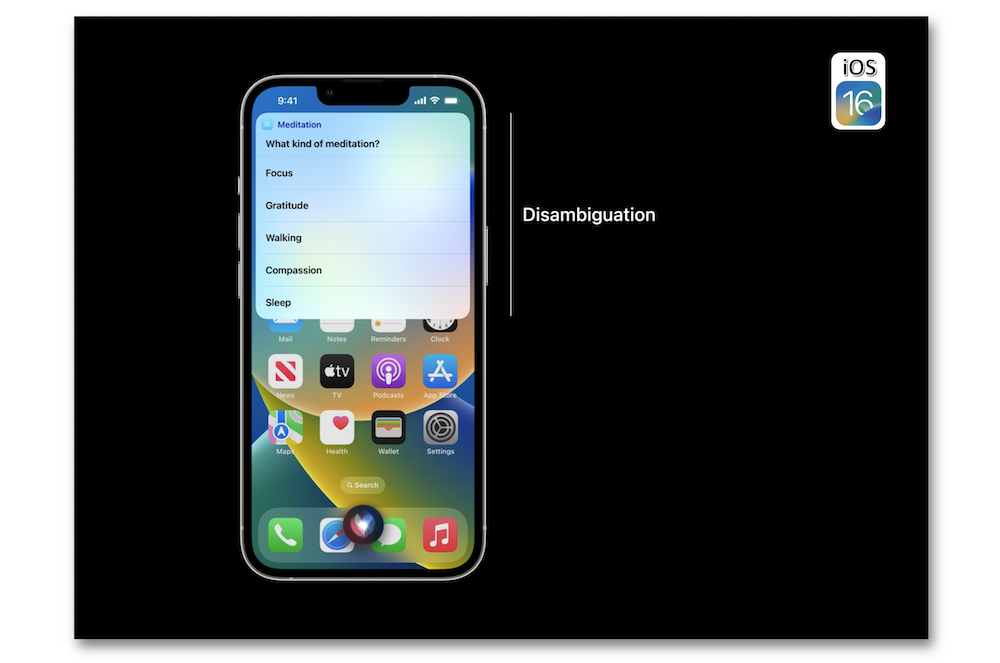 iOS
16
9:41
Meditation
What kind of meditation?
Focus
Gratitude
Walking
Compassion
Sleep
Disambiguation
Mail Notes Reminders Clock
tv
News TV Podcasts App Store
Maps Health Wallet Settings
Search